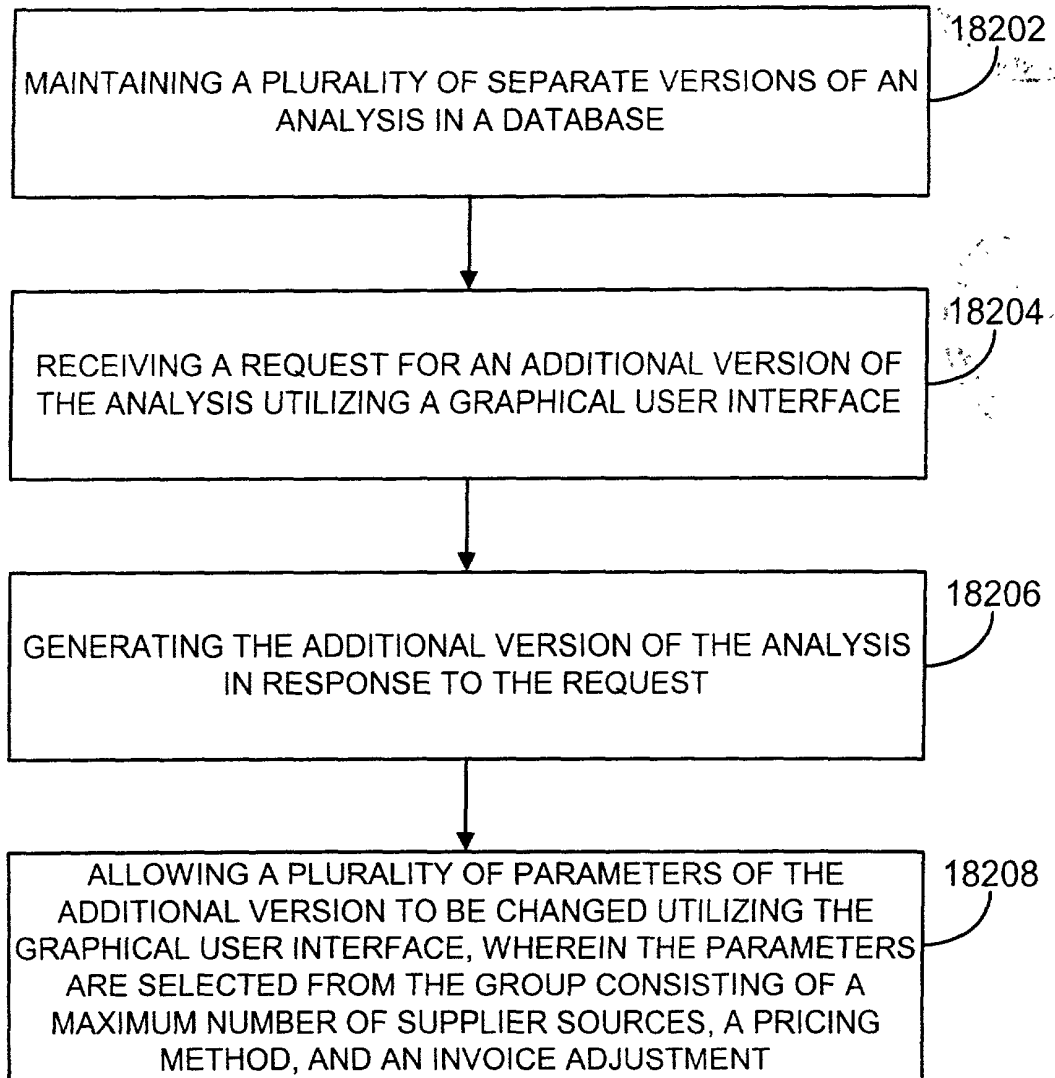 18202
MAINTAINING A PLURALITY OF SEPARATE VERSIONS OF AN
ANALYSIS IN A DATABASE
18204
RECEIVING A REQUEST FOR AN ADDITIONAL VERSION OF
THE ANALYSIS UTILIZING A GRAPHICAL USER INTERFACE
18206
GENERATING THE ADDITIONAL VERSION OF THE ANALYSIS
IN RESPONSE TO THE REQUEST
18208
ALLOWING A PLURALITY OF PARAMETERS OF THE
ADDITIONAL VERSION TO BE CHANGED UTILIZING THE
GRAPHICAL USER INTERFACE, WHEREIN THE PARAMETERS
ARE SELECTED FROM THE GROUP CONSISTING OF A
MAXIMUM NUMBER OF SUPPLIER SOURCES, A PRICING
METHOD, AND AN INVOICE ADJUSTMENT